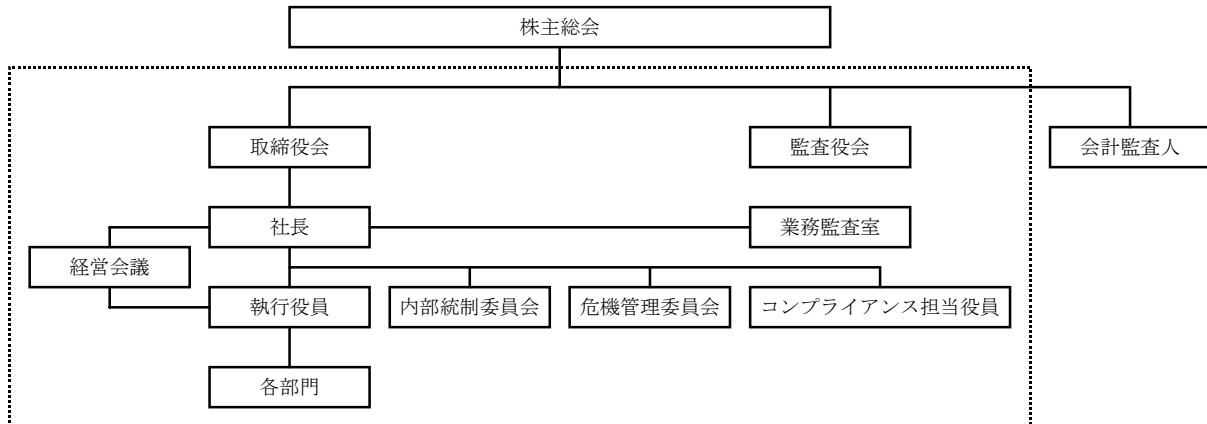 株主総会
取締役会
監査役会
会計監査人
社長
業務監査室
経営会議
執行役員
内部統制委員会
危機管理委員会
コンプライアンス担当役員
各部門